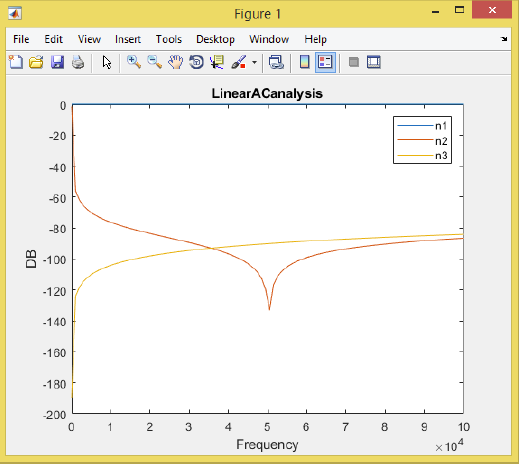 Figure 1
File Edit View Insert Tools Desktop Window Help
LinearACanalysis
n1
n2
n3
DB
0
-20
-40
-60
-80
-100
-120
-140
-160
-180
-200
0 1 2 3 4 5 6 7 8 9 10
×10^4
Frequency